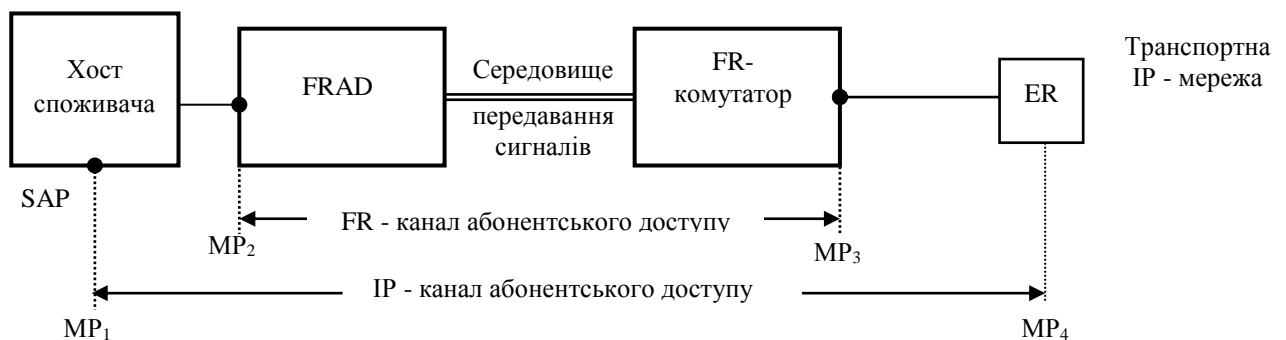 Хост
споживача
FRAD
Середовище
передавання
сигналів
FR-
комутатор
ER
Транспортна
IP - мережа
SAP
FR - канал абонентського доступу
MP2
MP3
IP - канал абонентського доступу
MP1
MP4